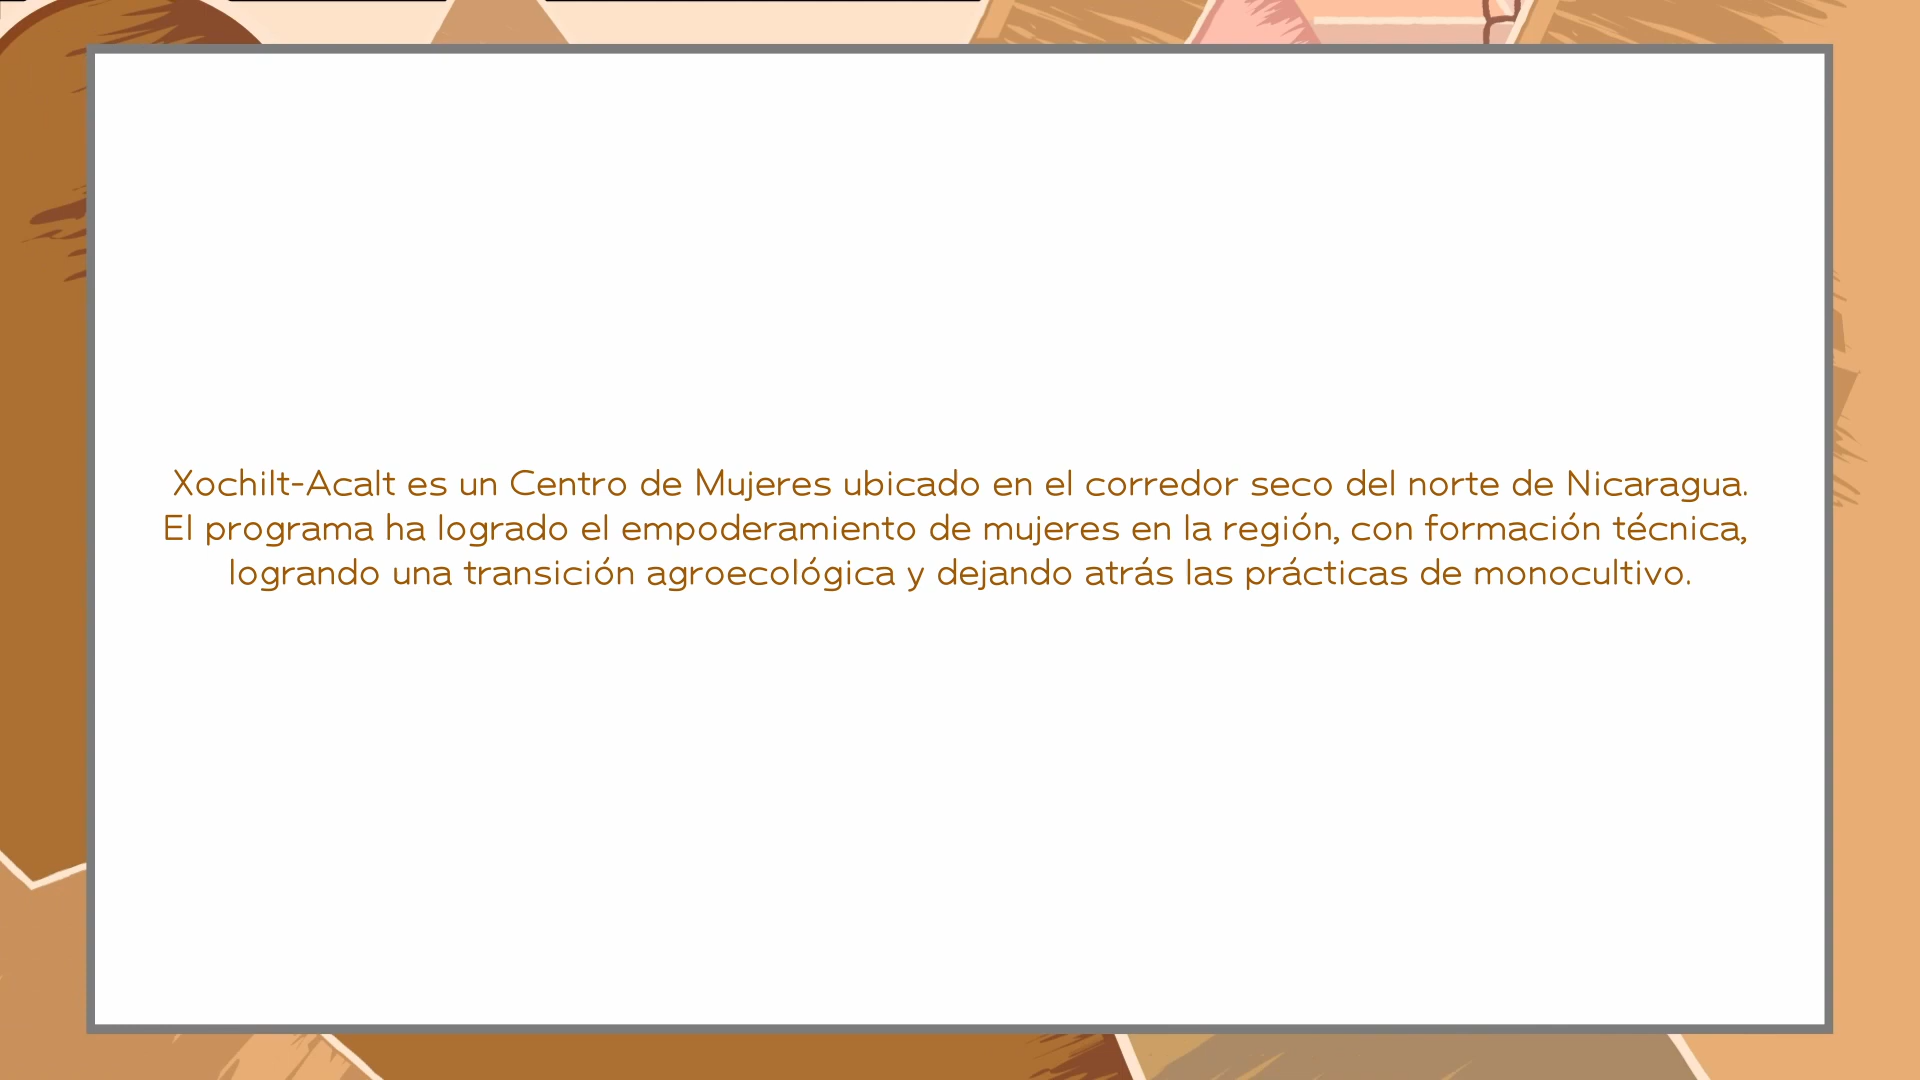 Xochilt-Acalt es un Centro de Mujeres ubicado en el corredor seco del norte de Nicaragua.
El programa ha logrado el empoderamiento de mujeres en la región, con formación técnica,
logrando una transición agroecológica y dejando atrás las prácticas de monocultivo.